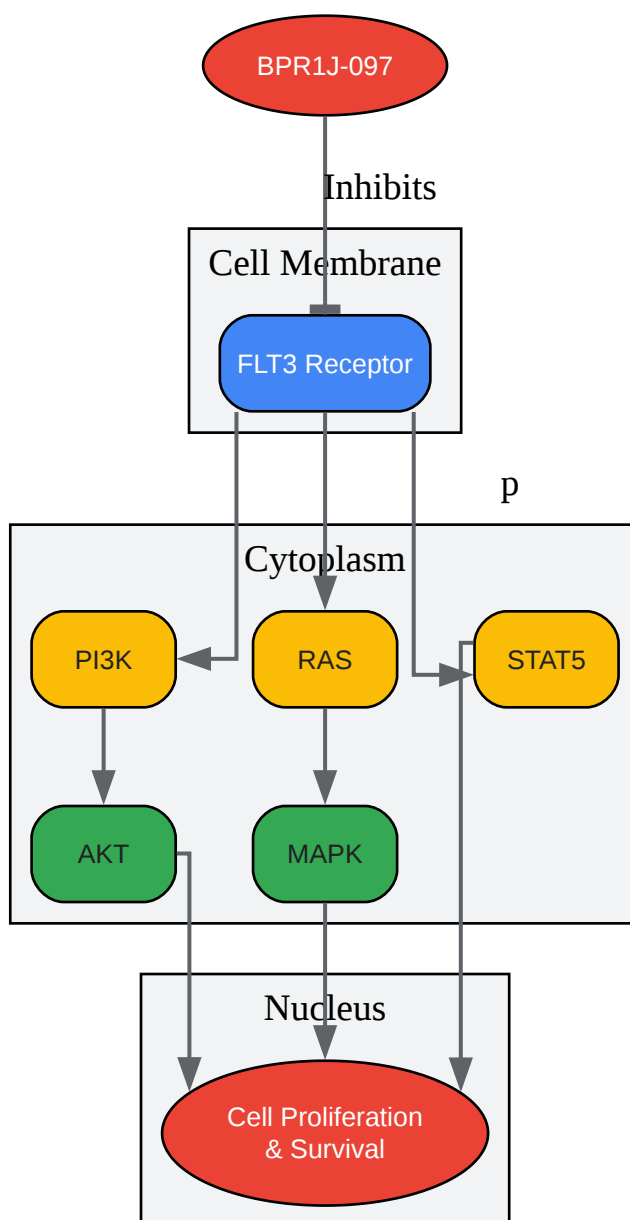 BPR1J-097
Inhibits
Cell Membrane
FLT3 Receptor
p
Cytoplasm
PI3K
RAS
STAT5
AKT
MAPK
Nucleus
Cell Proliferation
& Survival